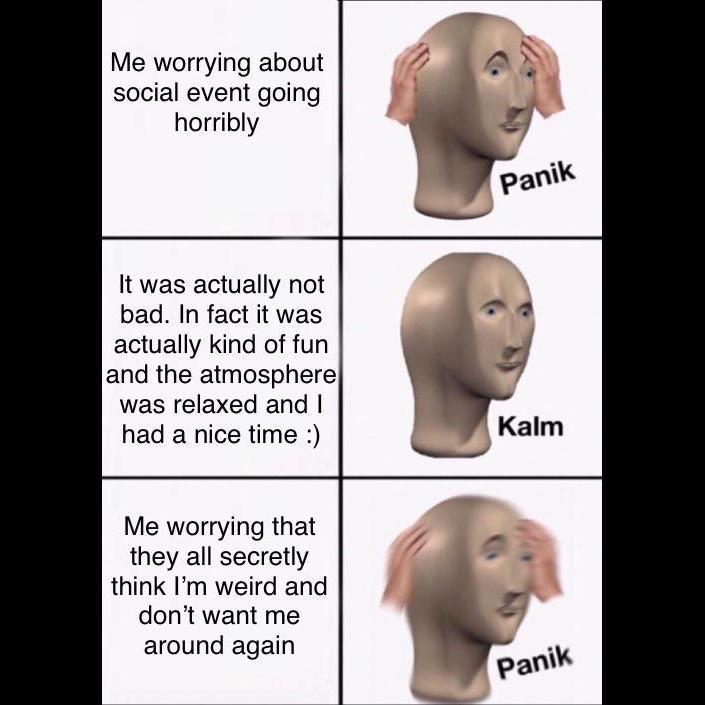 Me worrying about
social event going
horribly
Panik
It was actually not
bad. In fact it was
actually kind of fun
and the atmosphere
was relaxed and I
had a nice time :)
Kalm
Me worrying that
they all secretly
think I’m weird and
don’t want me
around again
Panik